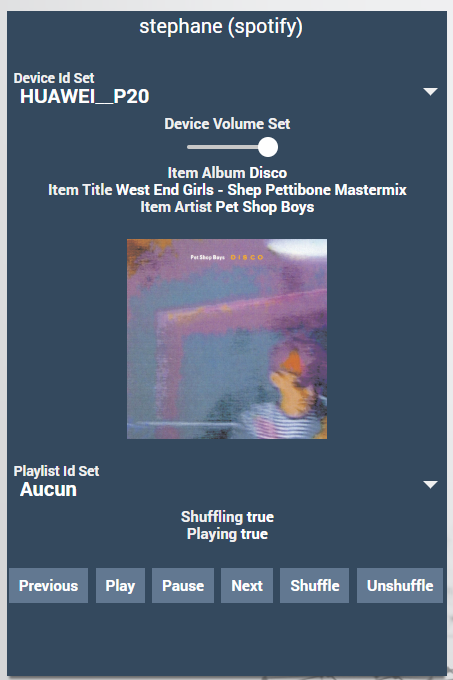 stephane (spotify)
Device Id Set
HUAWEI__P20
Device Volume Set
Item Album Disco
Item Title West End Girls - Shep Pettibone Mastermix
Item Artist Pet Shop Boys
Pet Shop Boys DISCO
Playlist Id Set
Aucun
Shuffling true
Playing true
Previous Play Pause Next Shuffle Unshuffle